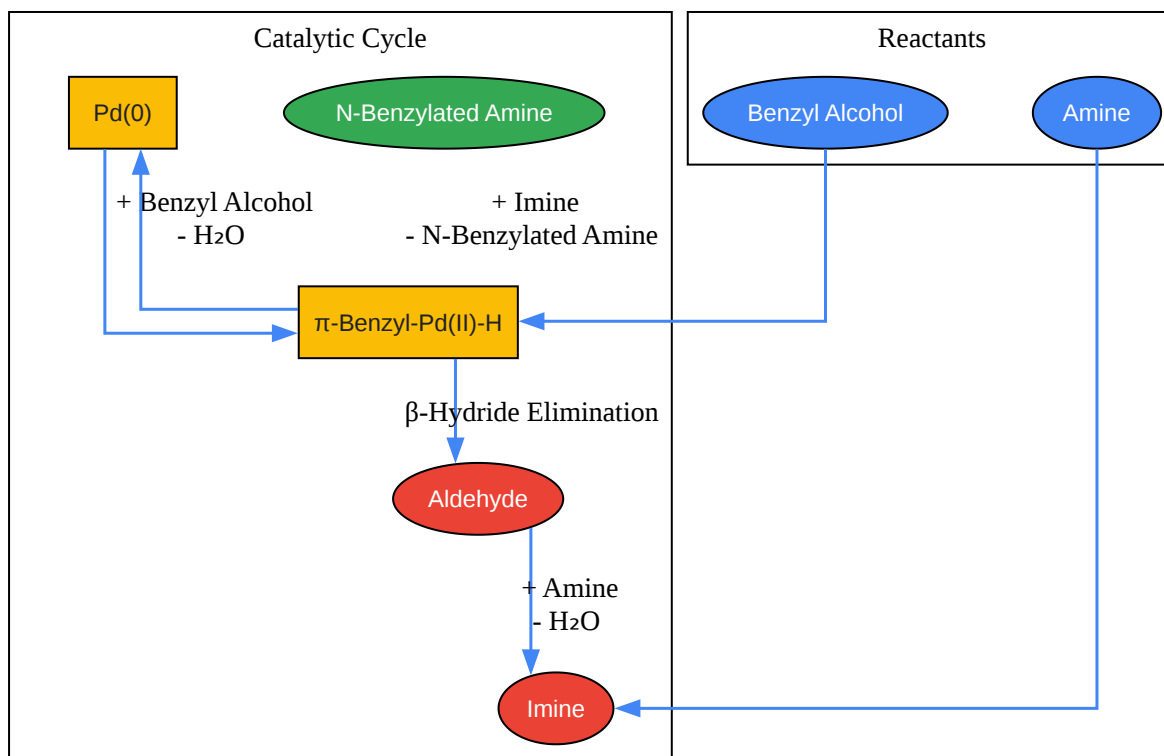 Catalytic Cycle
Reactants
Pd(0)
N-Benzylated Amine
Benzyl Alcohol
Amine
+ Benzyl Alcohol
- H₂O
+ Imine
- N-Benzylated Amine
π-Benzyl-Pd(II)-H
β-Hydride Elimination
Aldehyde
+ Amine
- H₂O
Imine